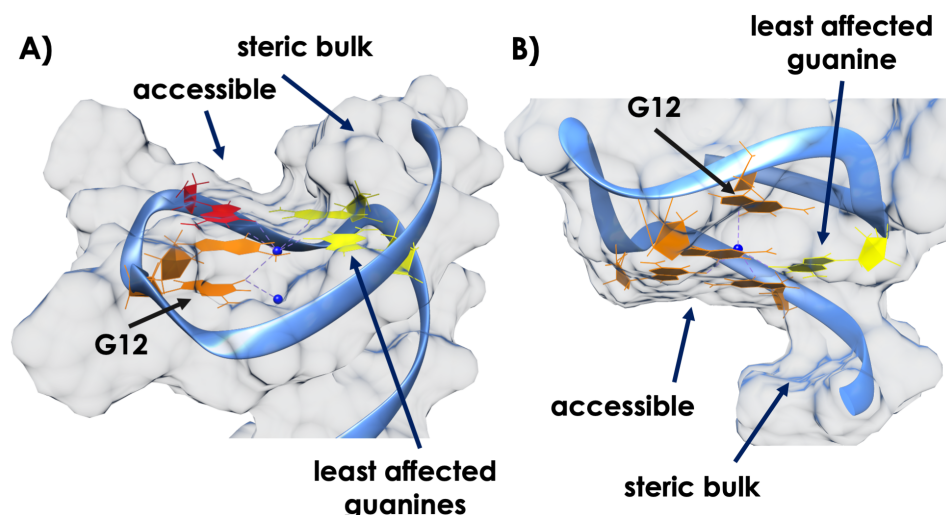 A)
steric bulk
accessible
G12
least affected
guanines
B)
least affected
guanine
G12
accessible
steric bulk